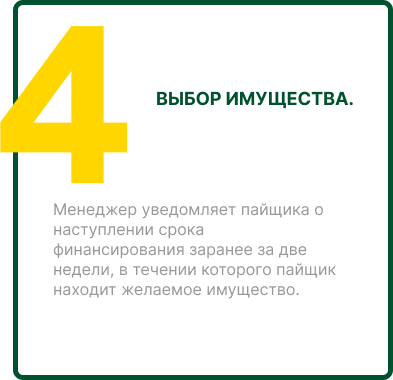 4
ВЫБОР ИМУЩЕСТВА.
Менеджер уведомляет пайщика о
наступлении срока
финансирования заранее за две
недели, в течении которого пайщик
находит желаемое имущество.